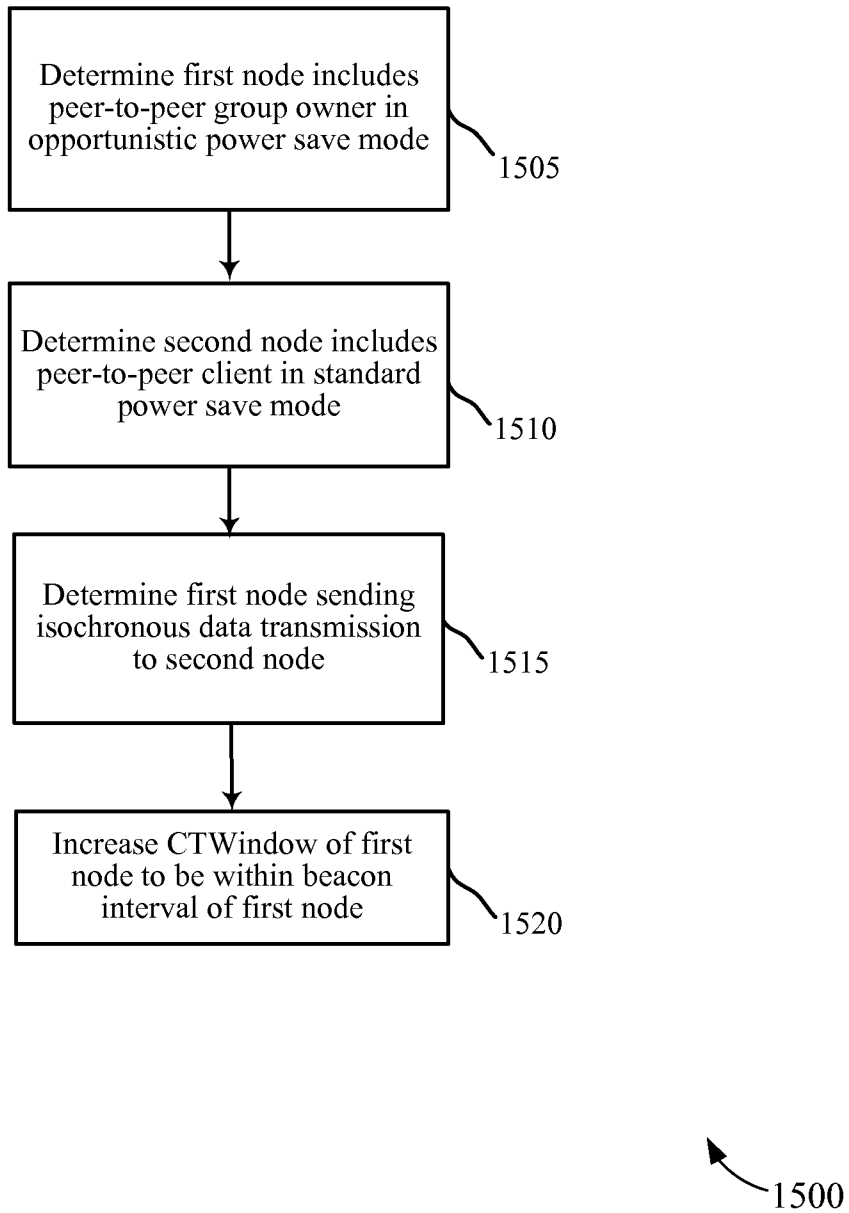 Determine first node includes
peer-to-peer group owner in
opportunistic power save mode
1505
Determine second node includes
peer-to-peer client in standard
power save mode
1510
Determine first node sending
isochronous data transmission
to second node
1515
Increase CTWindow of first
node to be within beacon
interval of first node
1520
1500